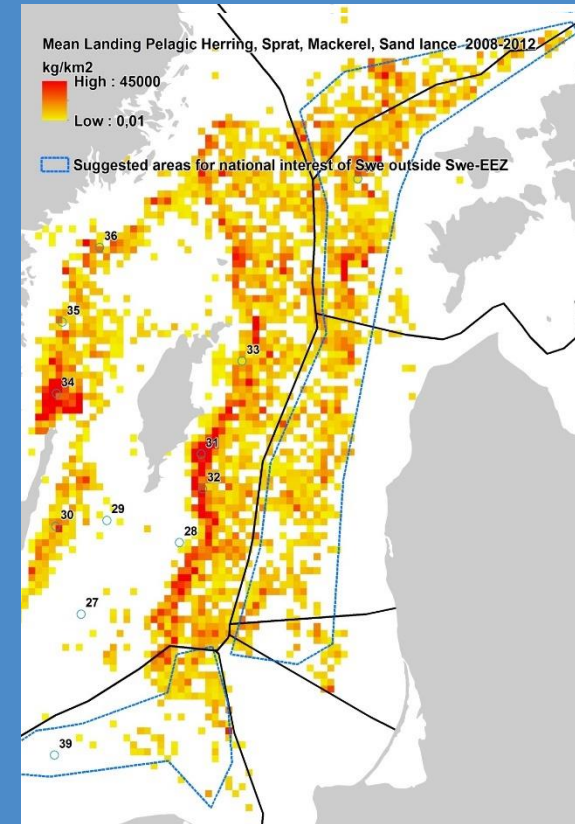 Mean Landing Pelagic Herring, Sprat, Mackerel, Sand lance 2008-2012
kg/km2
High : 45000
Low : 0,01
Suggested areas for national interest of Swe outside Swe-EEZ
36
35
33
34
31
32
30
29
28
27
39